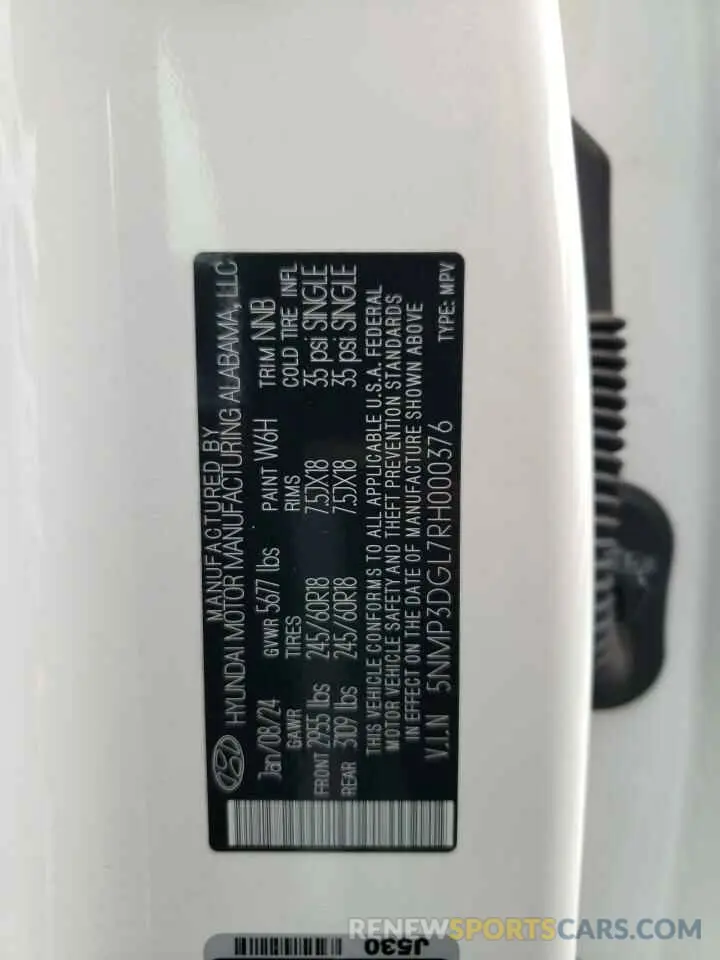 MANUFACTURED BY
HYUNDAI MOTOR MANUFACTURING ALABAMA, LLC
Jan/08/24 GVWR 5677 lbs PAINT W6H TRIM NNB
GAWR TIRES RIMS COLD TIRE INFL
FRONT 2955 lbs 245/60R18 7.5JX18 35 psi SINGLE
REAR 3109 lbs 245/60R18 7.5JX18 35 psi SINGLE
THIS VEHICLE CONFORMS TO ALL APPLICABLE U.S.A. FEDERAL
MOTOR VEHICLE SAFETY AND THEFT PREVENTION STANDARDS
IN EFFECT ON THE DATE OF MANUFACTURE SHOWN ABOVE
V.I.N 5NMP3DGL7RH000376 TYPE: MPV
J530
RENEWSPORTSCARS.COM